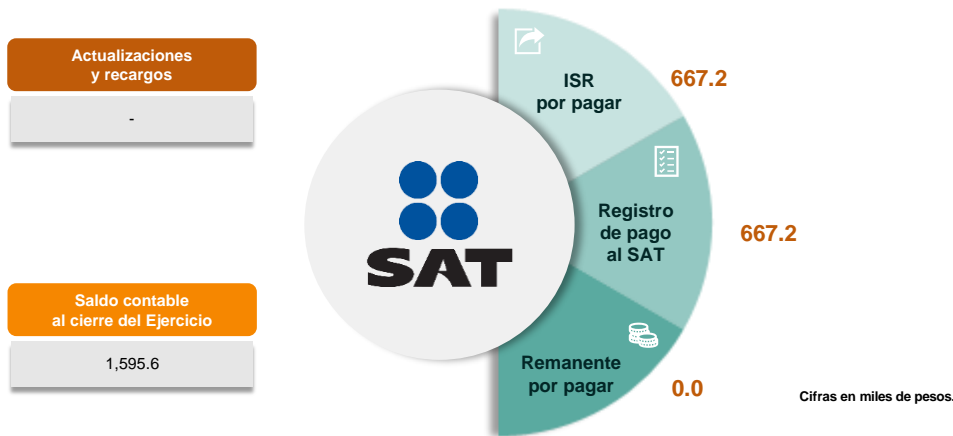 Actualizaciones
y recargos
-
Saldo contable
al cierre del Ejercicio
1,595.6
SAT
ISR
por pagar
667.2
Registro
de pago
al SAT
667.2
Remanente
por pagar
0.0
Cifras en miles de pesos.